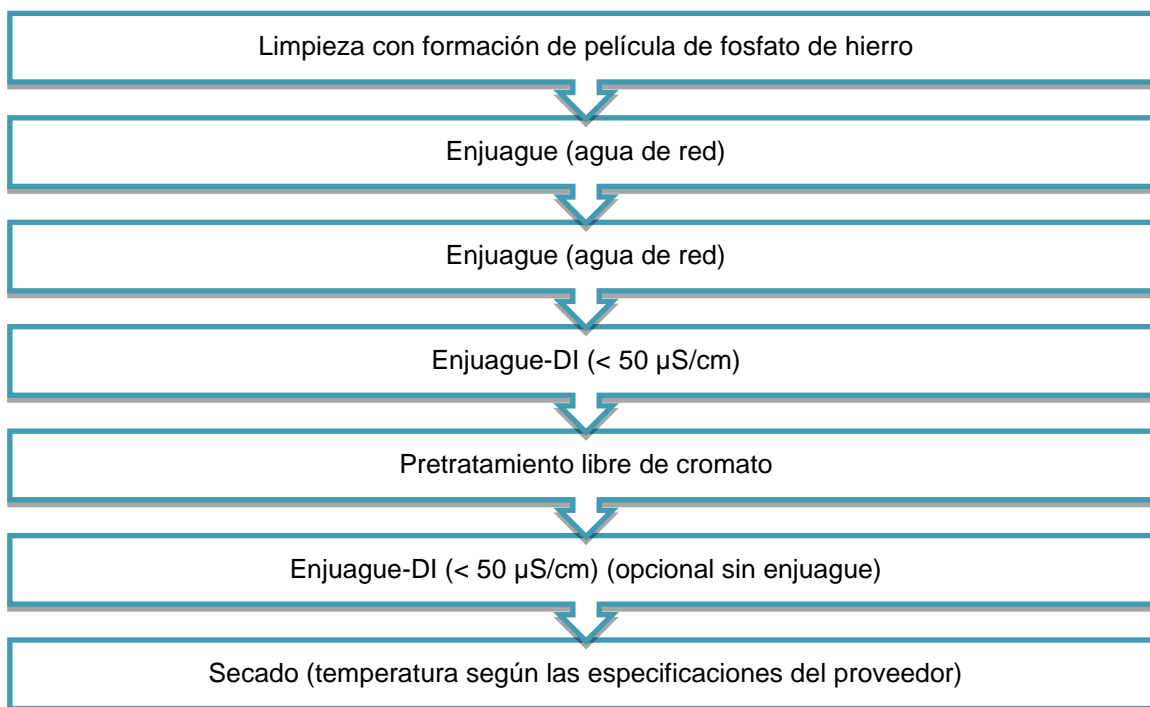 Limpieza con formación de película de fosfato de hierro
Enjuague (agua de red)
Enjuague (agua de red)
Enjuague-DI (< 50 µS/cm)
Pretratamiento libre de cromato
Enjuague-DI (< 50 µS/cm) (opcional sin enjuague)
Secado (temperatura según las especificaciones del proveedor)